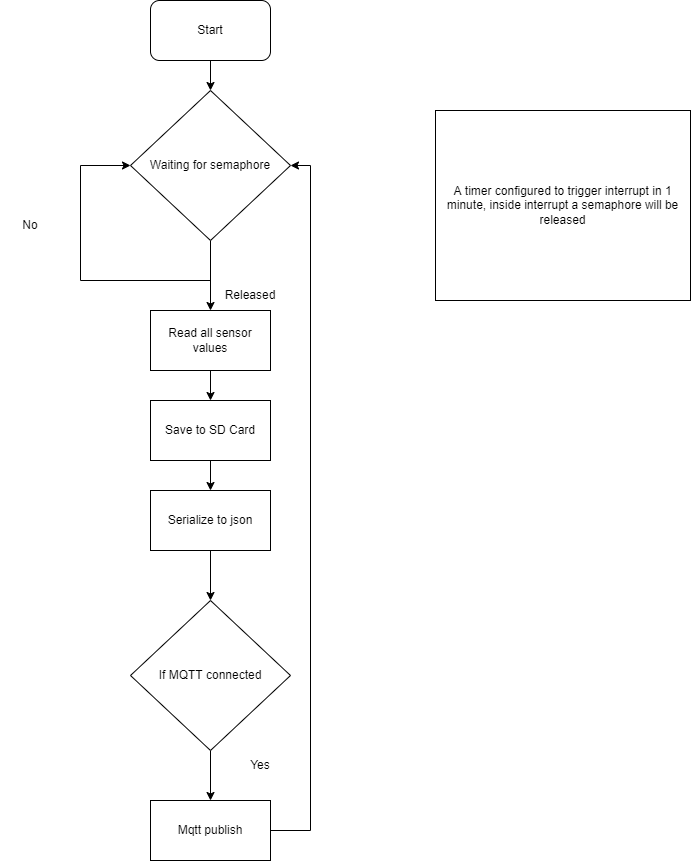 Start
Waiting for semaphore
A timer configured to trigger interrupt in 1
minute, inside interrupt a semaphore will be
released
No
Released
Read all sensor
values
Save to SD Card
Serialize to json
If MQTT connected
Yes
Mqtt publish